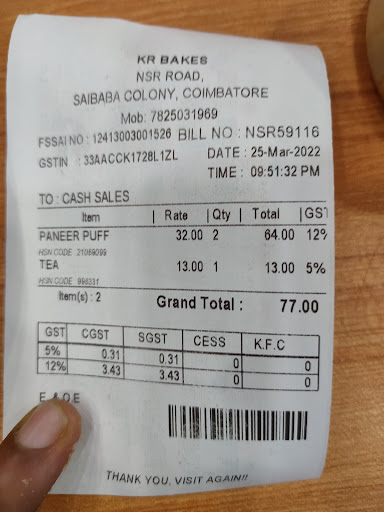 KR BAKES
NSR ROAD,
SAIBABA COLONY, COIMBATORE
Mob: 7825031969
FSSAI NO : 12413003001526 BILL NO : NSR59116
GSTIN : 33AACCK1728L1ZL DATE : 25-Mar-2022
TIME : 09:51:32 PM
TO : CASH SALES
Item | Rate | Qty | Total | GST
PANEER PUFF 32.00 2 64.00 12%
HSN CODE 21069099
TEA 13.00 1 13.00 5%
HSN CODE 996331
Item(s) : 2 Grand Total : 77.00
GST CGST SGST CESS K.F.C
5% 0.31 0.31 0 0
12% 3.43 3.43 0 0
E & O E
THANK YOU, VISIT AGAIN!!